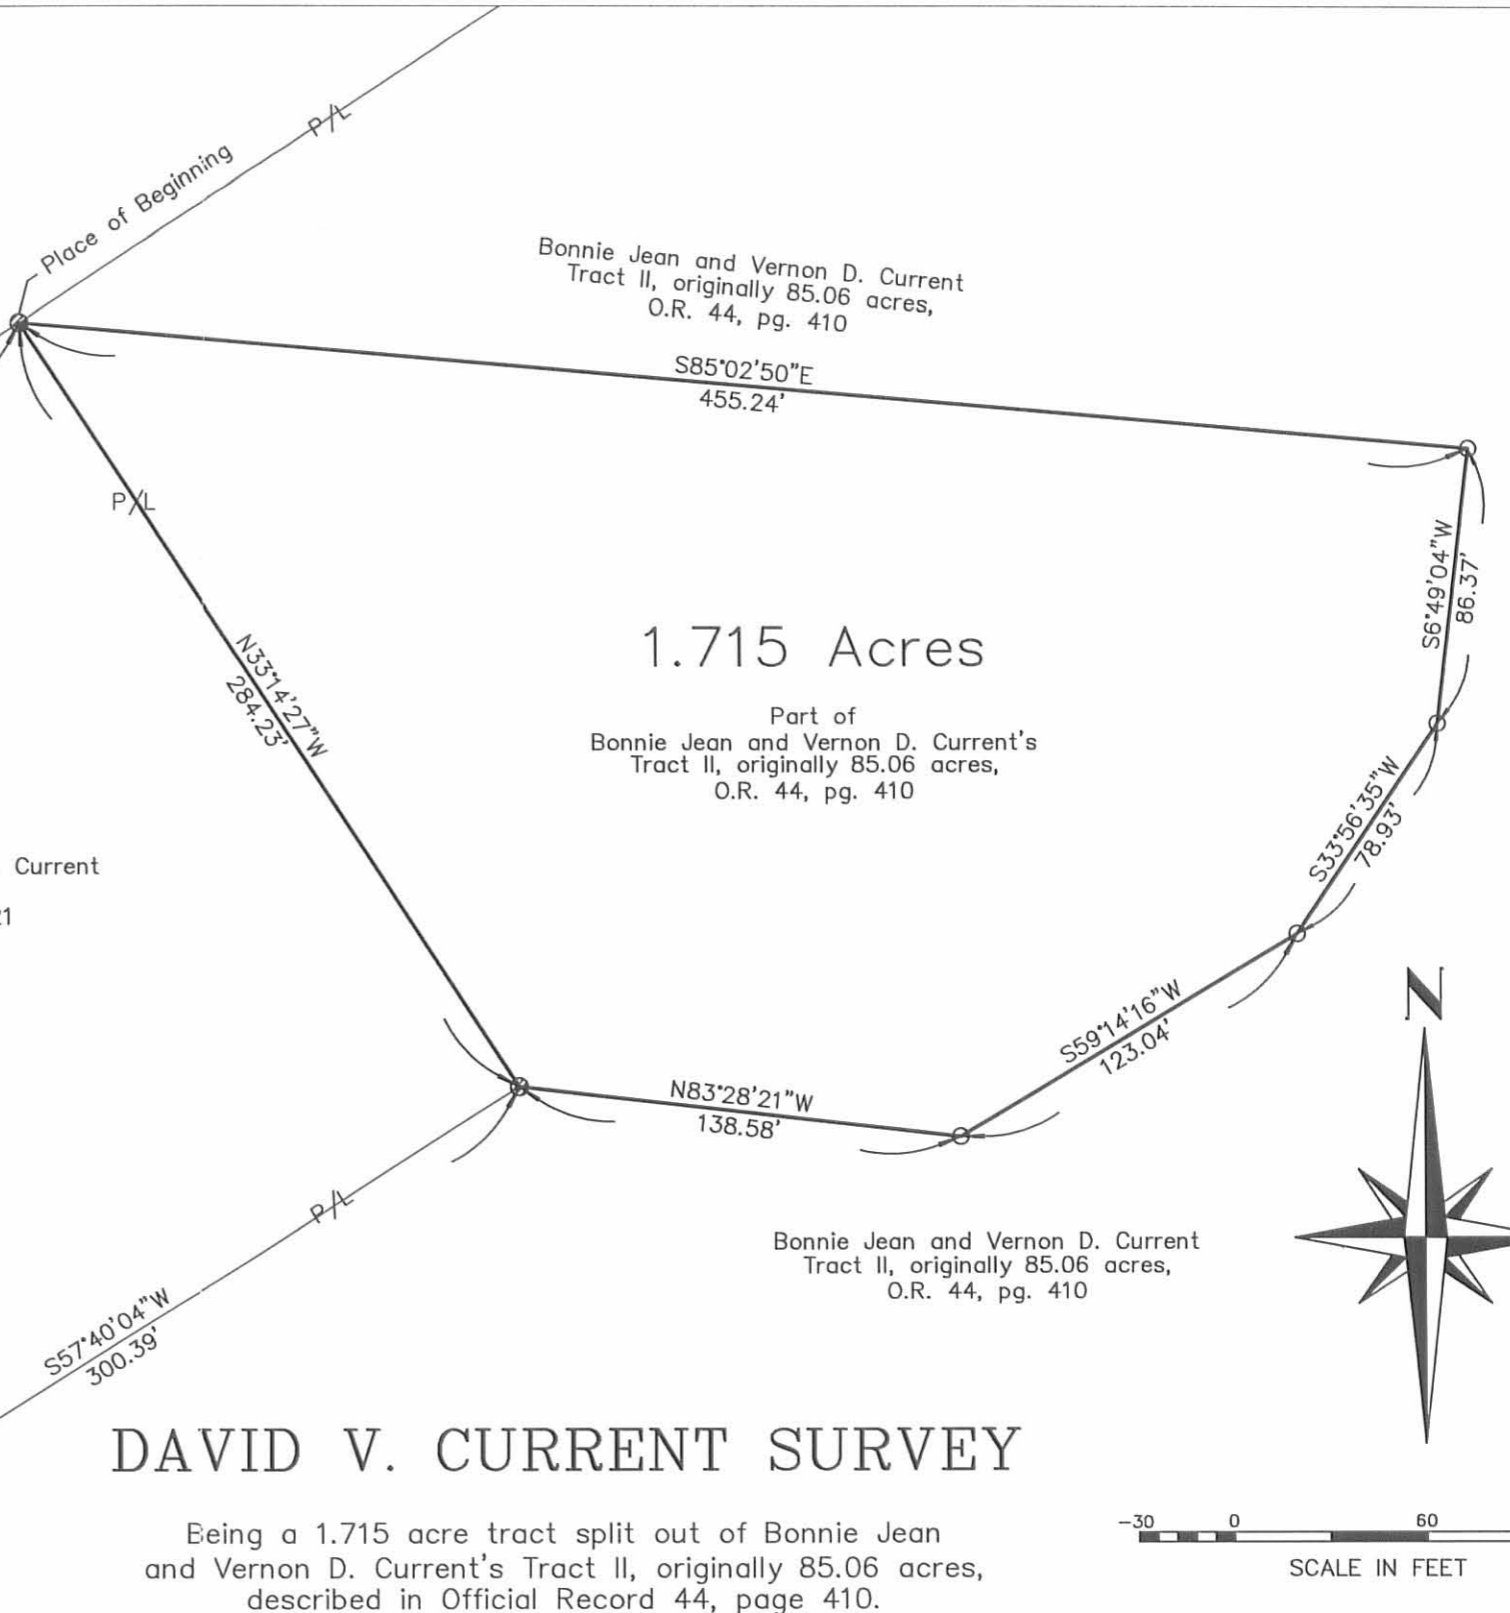 P/L
Place of Beginning
Bonnie Jean and Vernon D. Current
Tract II, originally 85.06 acres,
O.R. 44, pg. 410
S85°02'50"E
455.24'
P/L
S6°49'04"W
86.37'
N33°14'27"W
284.23'
1.715 Acres
Part of
Bonnie Jean and Vernon D. Current's
Tract II, originally 85.06 acres,
O.R. 44, pg. 410
S33°56'35"W
78.93'
Current
21
S59°14'16"W
123.04'
N
N83°28'21"W
138.58'
P/L
Bonnie Jean and Vernon D. Current
Tract II, originally 85.06 acres,
O.R. 44, pg. 410
S57°40'04"W
300.39'
DAVID V. CURRENT SURVEY
Being a 1.715 acre tract split out of Bonnie Jean
and Vernon D. Current's Tract II, originally 85.06 acres,
described in Official Record 44, page 410.
-30 0 60
SCALE IN FEET